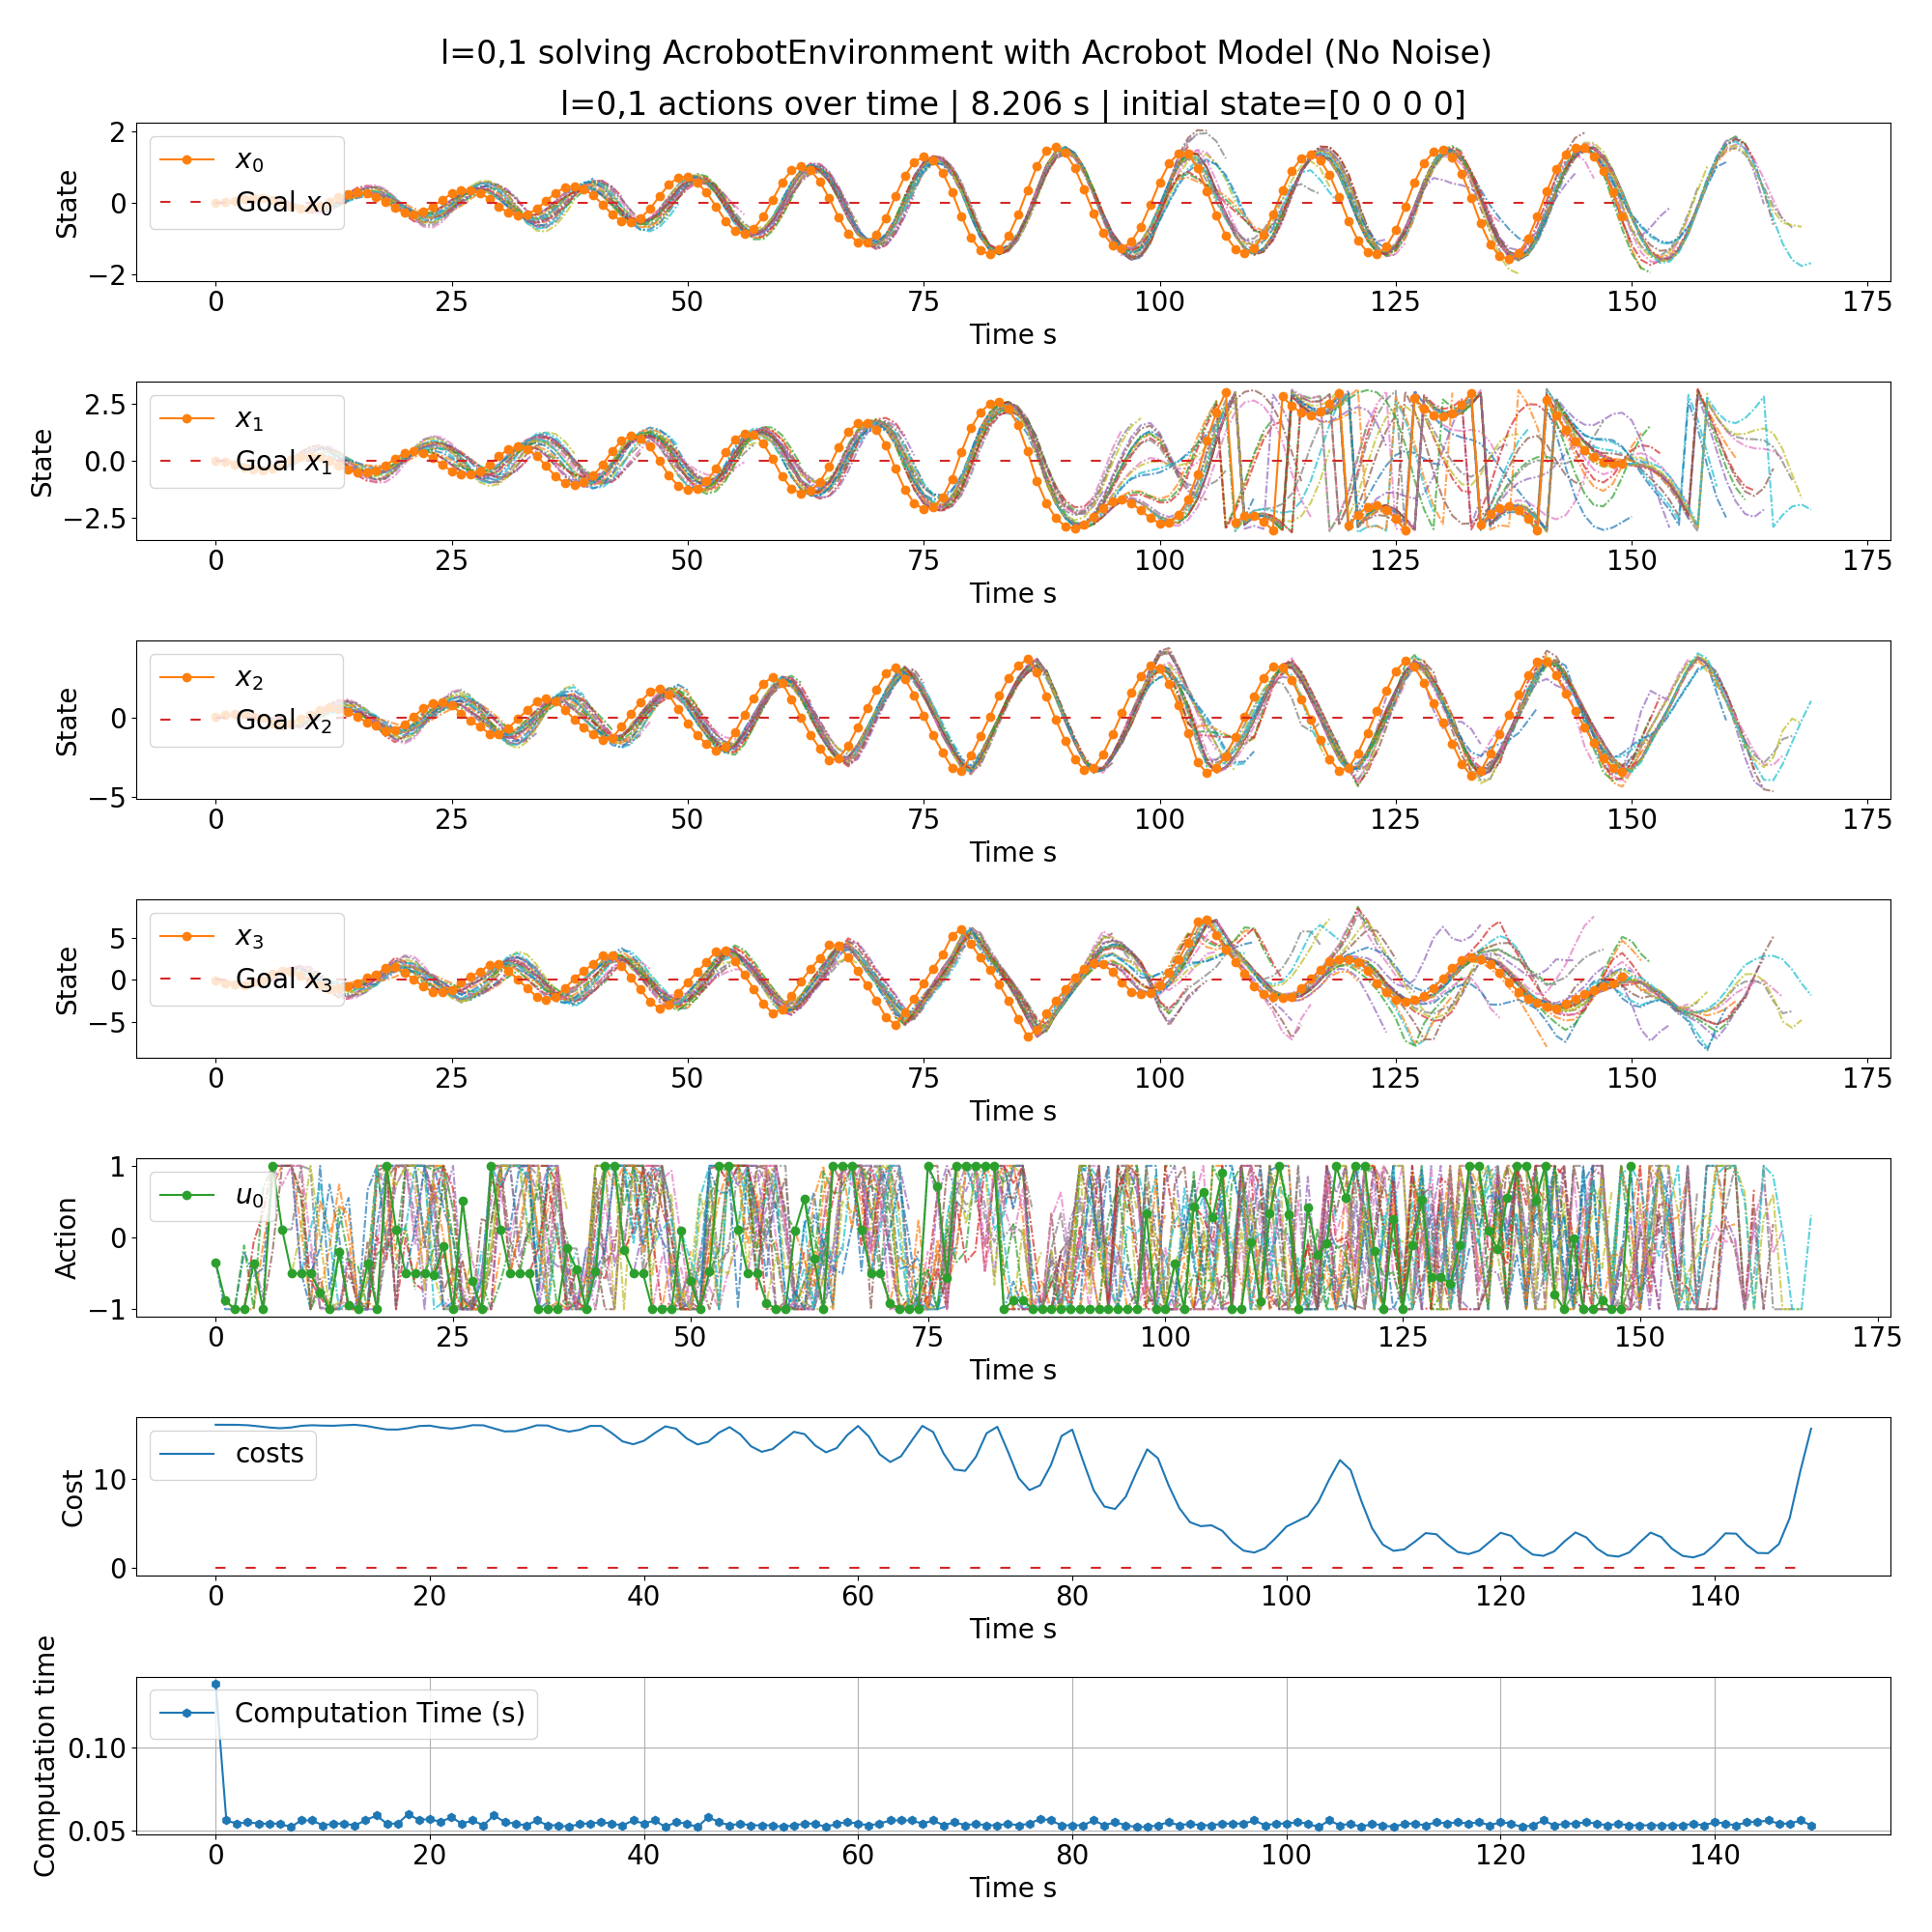 l=0,1 solving AcrobotEnvironment with Acrobot Model (No Noise)
l=0,1 actions over time | 8.206 s | initial state=[0 0 0 0]
State
2
0
−2
x₀
Goal x₀
0 25 50 75 100 125 150 175
Time s
State
2.5
0.0
−2.5
x₁
Goal x₁
0 25 50 75 100 125 150 175
Time s
State
0
−5
x₂
Goal x₂
0 25 50 75 100 125 150 175
Time s
State
5
0
−5
x₃
Goal x₃
0 25 50 75 100 125 150 175
Time s
Action
1
0
−1
u₀
0 25 50 75 100 125 150 175
Time s
Cost
10
0
costs
0 20 40 60 80 100 120 140
Time s
Computation time
0.10
0.05
Computation Time (s)
0 20 40 60 80 100 120 140
Time s